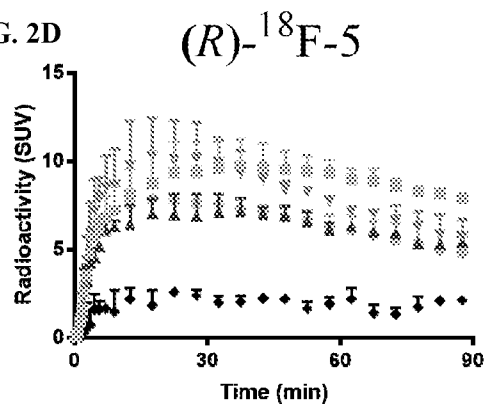 G. 2D
(R)-¹⁸F-5
15
10
5
0
Radioactivity (SUV)
0 30 60 90
Time (min)